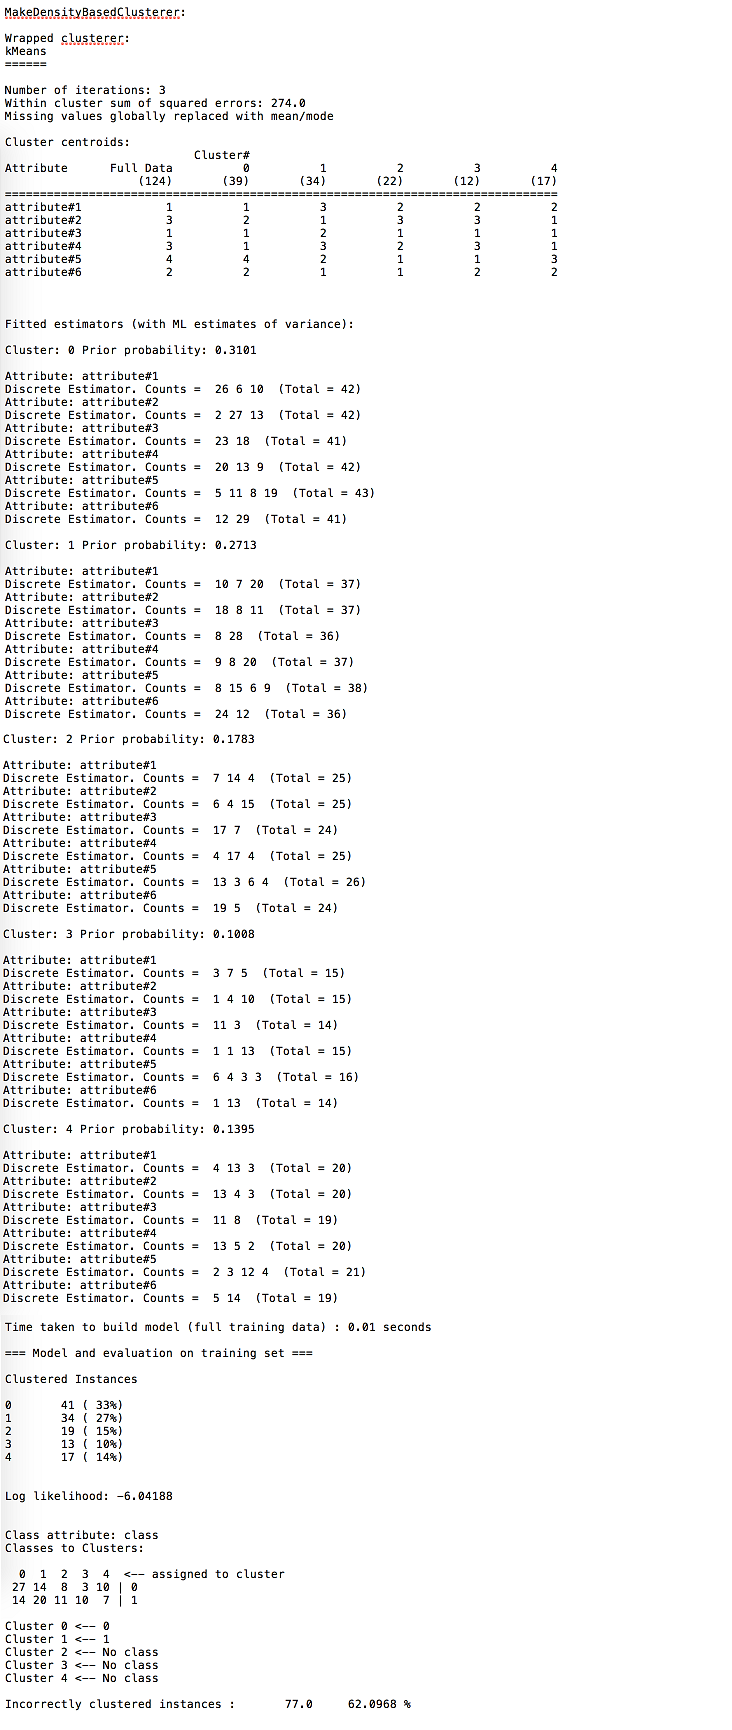 MakeDensityBasedClusterer:
Wrapped clusterer:
kMeans
======
Number of iterations: 3
Within cluster sum of squared errors: 274.0
Missing values globally replaced with mean/mode
Cluster centroids:
Cluster#
Attribute Full Data 0 1 2 3 4
(124) (39) (34) (22) (12) (17)
===============================================================================
attribute#1 1 1 3 2 2 2
attribute#2 3 2 1 3 3 1
attribute#3 1 1 2 1 1 1
attribute#4 3 1 3 2 3 1
attribute#5 4 4 2 1 1 3
attribute#6 2 2 1 1 2 2
Fitted estimators (with ML estimates of variance):
Cluster: 0 Prior probability: 0.3101
Attribute: attribute#1
Discrete Estimator. Counts = 26 6 10 (Total = 42)
Attribute: attribute#2
Discrete Estimator. Counts = 2 27 13 (Total = 42)
Attribute: attribute#3
Discrete Estimator. Counts = 23 18 (Total = 41)
Attribute: attribute#4
Discrete Estimator. Counts = 20 13 9 (Total = 42)
Attribute: attribute#5
Discrete Estimator. Counts = 5 11 8 19 (Total = 43)
Attribute: attribute#6
Discrete Estimator. Counts = 12 29 (Total = 41)
Cluster: 1 Prior probability: 0.2713
Attribute: attribute#1
Discrete Estimator. Counts = 10 7 20 (Total = 37)
Attribute: attribute#2
Discrete Estimator. Counts = 18 8 11 (Total = 37)
Attribute: attribute#3
Discrete Estimator. Counts = 8 28 (Total = 36)
Attribute: attribute#4
Discrete Estimator. Counts = 9 8 20 (Total = 37)
Attribute: attribute#5
Discrete Estimator. Counts = 8 15 6 9 (Total = 38)
Attribute: attribute#6
Discrete Estimator. Counts = 24 12 (Total = 36)
Cluster: 2 Prior probability: 0.1783
Attribute: attribute#1
Discrete Estimator. Counts = 7 14 4 (Total = 25)
Attribute: attribute#2
Discrete Estimator. Counts = 6 4 15 (Total = 25)
Attribute: attribute#3
Discrete Estimator. Counts = 17 7 (Total = 24)
Attribute: attribute#4
Discrete Estimator. Counts = 4 17 4 (Total = 25)
Attribute: attribute#5
Discrete Estimator. Counts = 13 3 6 4 (Total = 26)
Attribute: attribute#6
Discrete Estimator. Counts = 19 5 (Total = 24)
Cluster: 3 Prior probability: 0.1008
Attribute: attribute#1
Discrete Estimator. Counts = 3 7 5 (Total = 15)
Attribute: attribute#2
Discrete Estimator. Counts = 1 4 10 (Total = 15)
Attribute: attribute#3
Discrete Estimator. Counts = 11 3 (Total = 14)
Attribute: attribute#4
Discrete Estimator. Counts = 1 1 13 (Total = 15)
Attribute: attribute#5
Discrete Estimator. Counts = 6 4 3 3 (Total = 16)
Attribute: attribute#6
Discrete Estimator. Counts = 1 13 (Total = 14)
Cluster: 4 Prior probability: 0.1395
Attribute: attribute#1
Discrete Estimator. Counts = 4 13 3 (Total = 20)
Attribute: attribute#2
Discrete Estimator. Counts = 13 4 3 (Total = 20)
Attribute: attribute#3
Discrete Estimator. Counts = 11 8 (Total = 19)
Attribute: attribute#4
Discrete Estimator. Counts = 13 5 2 (Total = 20)
Attribute: attribute#5
Discrete Estimator. Counts = 2 3 12 4 (Total = 21)
Attribute: attribute#6
Discrete Estimator. Counts = 5 14 (Total = 19)
Time taken to build model (full training data) : 0.01 seconds
=== Model and evaluation on training set ===
Clustered Instances
0 41 ( 33%)
1 34 ( 27%)
2 19 ( 15%)
3 13 ( 10%)
4 17 ( 14%)
Log likelihood: -6.04188
Class attribute: class
Classes to Clusters:
0 1 2 3 4 <-- assigned to cluster
27 14 8 3 10 | 0
14 20 11 10 7 | 1
Cluster 0 <-- 0
Cluster 1 <-- 1
Cluster 2 <-- No class
Cluster 3 <-- No class
Cluster 4 <-- No class
Incorrectly clustered instances : 77.0 62.0968 %